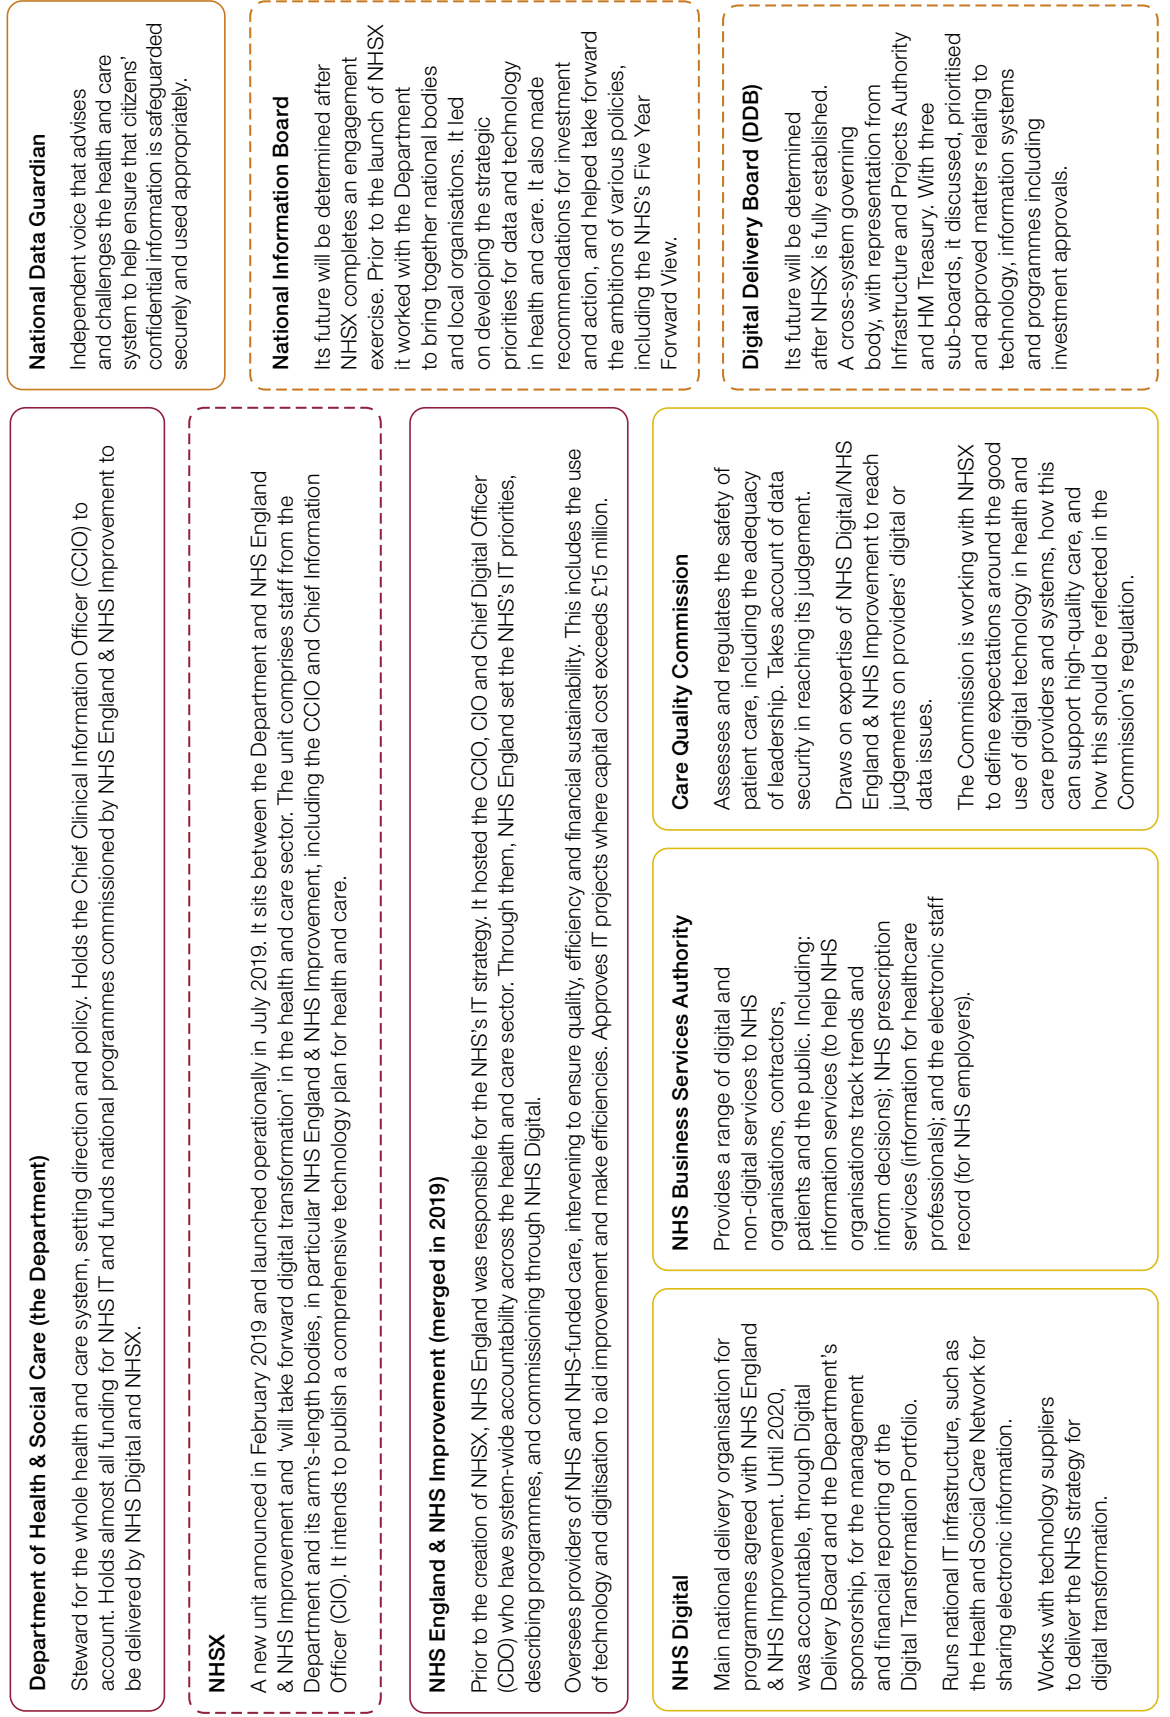 Department of Health & Social Care (the Department)
Steward for the whole health and care system, setting direction and policy. Holds the Chief Clinical Information Officer (CCIO) to
account. Holds almost all funding for NHS IT and funds national programmes commissioned by NHS England & NHS Improvement to
be delivered by NHS Digital and NHSX.
National Data Guardian
Independent voice that advises
and challenges the health and care
system to help ensure that citizens’
confidential information is safeguarded
securely and used appropriately.
NHSX
A new unit announced in February 2019 and launched operationally in July 2019. It sits between the Department and NHS England
& NHS Improvement and ‘will take forward digital transformation’ in the health and care sector. The unit comprises staff from the
Department and its arm’s-length bodies, in particular NHS England & NHS Improvement, including the CCIO and Chief Information
Officer (CIO). It intends to publish a comprehensive technology plan for health and care.
National Information Board
Its future will be determined after
NHSX completes an engagement
exercise. Prior to the launch of NHSX
it worked with the Department
to bring together national bodies
and local organisations. It led
on developing the strategic
priorities for data and technology
in health and care. It also made
recommendations for investment
and action, and helped take forward
the ambitions of various policies,
including the NHS’s Five Year
Forward View.
NHS England & NHS Improvement (merged in 2019)
Prior to the creation of NHSX, NHS England was responsible for the NHS’s IT strategy. It hosted the CCIO, CIO and Chief Digital Officer
(CDO) who have system-wide accountability across the health and care sector. Through them, NHS England set the NHS’s IT priorities,
describing programmes, and commissioning through NHS Digital.
Oversees providers of NHS and NHS-funded care, intervening to ensure quality, efficiency and financial sustainability. This includes the use
of technology and digitisation to aid improvement and make efficiencies. Approves IT projects where capital cost exceeds £15 million.
NHS Digital
Main national delivery organisation for
programmes agreed with NHS England
& NHS Improvement. Until 2020,
was accountable, through Digital
Delivery Board and the Department’s
sponsorship, for the management
and financial reporting of the
Digital Transformation Portfolio.
Runs national IT infrastructure, such as
the Health and Social Care Network for
sharing electronic information.
Works with technology suppliers
to deliver the NHS strategy for
digital transformation.
NHS Business Services Authority
Provides a range of digital and
non-digital services to NHS
organisations, contractors,
patients and the public. Including:
information services (to help NHS
organisations track trends and
inform decisions); NHS prescription
services (information for healthcare
professionals); and the electronic staff
record (for NHS employers).
Care Quality Commission
Assesses and regulates the safety of
patient care, including the adequacy
of leadership. Takes account of data
security in reaching its judgement.
Draws on expertise of NHS Digital/NHS
England & NHS Improvement to reach
judgements on providers’ digital or
data issues.
The Commission is working with NHSX
to define expectations around the good
use of digital technology in health and
care providers and systems, how this
can support high-quality care, and
how this should be reflected in the
Commission’s regulation.
Digital Delivery Board (DDB)
Its future will be determined
after NHSX is fully established.
A cross-system governing
body, with representation from
Infrastructure and Projects Authority
and HM Treasury. With three
sub-boards, it discussed, prioritised
and approved matters relating to
technology, information systems
and programmes including
investment approvals.